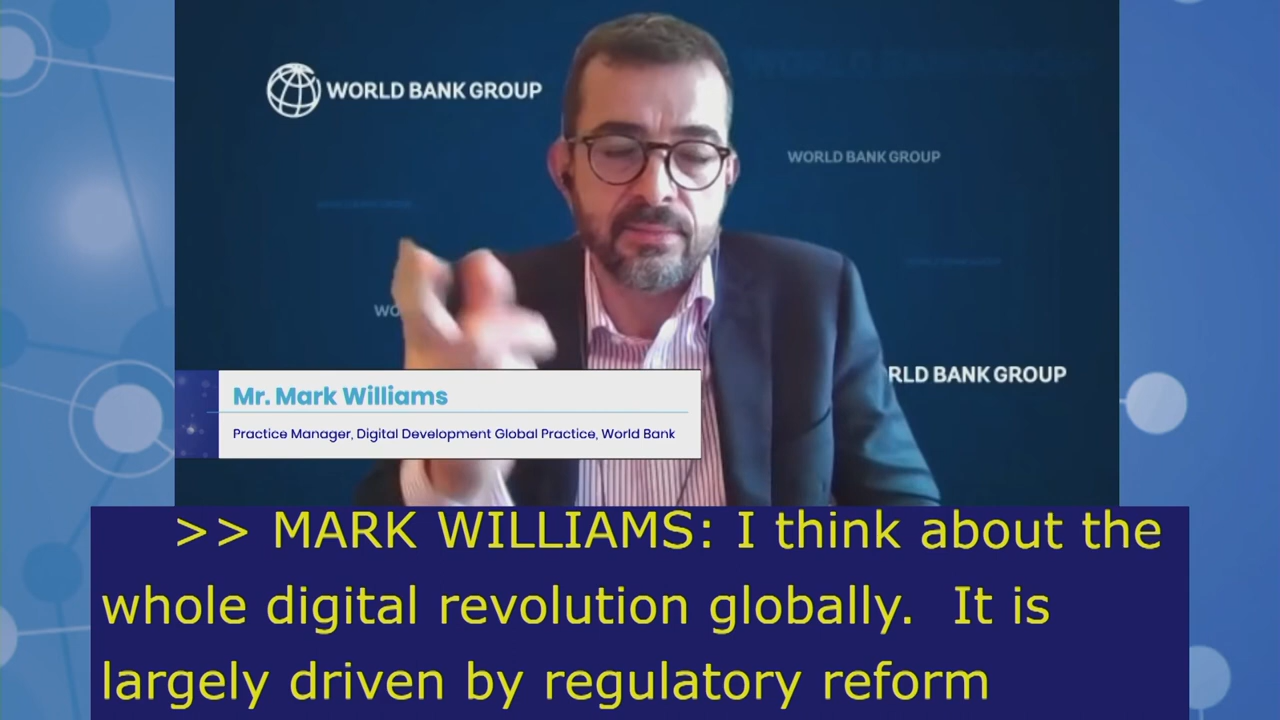 WORLD BANK GROUP
WORLD BANK GROUP
WO
RLD BANK GROUP
Mr. Mark Williams
Practice Manager, Digital Development Global Practice, World Bank
>> MARK WILLIAMS: I think about the
whole digital revolution globally.  It is
largely driven by regulatory reform